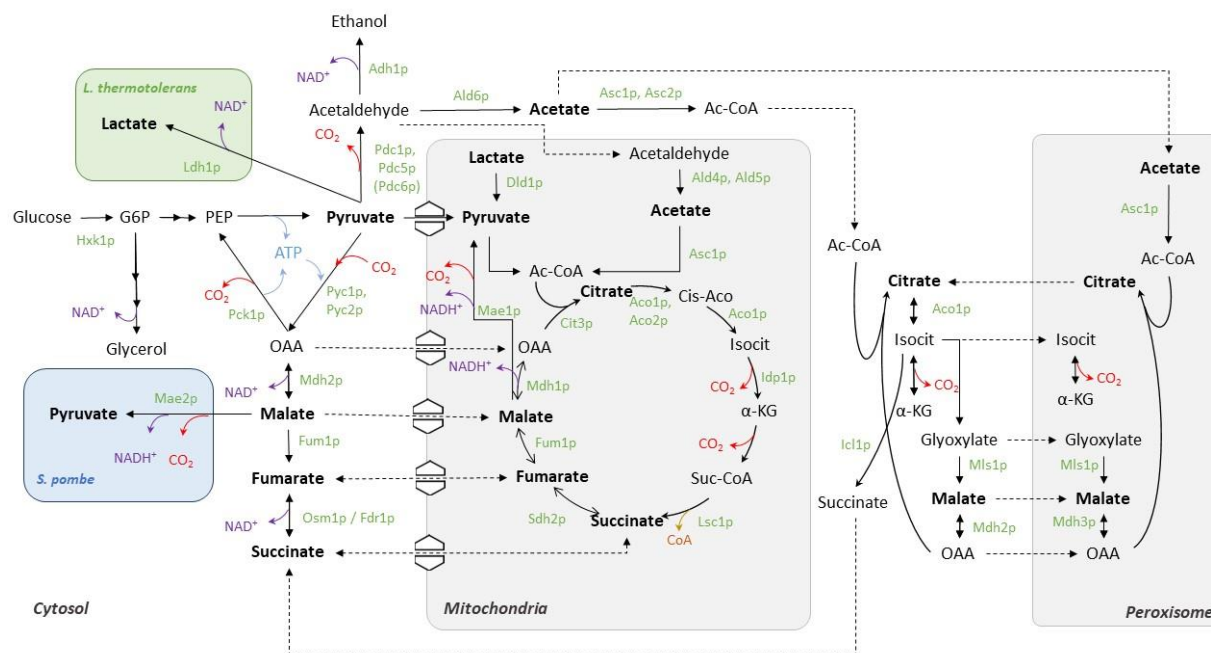 Ethanol
NAD⁺
Adh1p
L. thermotolerans
NAD⁺
Lactate
Ldh1p
Acetaldehyde
Ald6p
Acetate
Asc1p, Asc2p
Ac-CoA
CO₂
Pdc1p,
Pdc5p
(Pdc6p)
Glucose
Hxk1p
G6P
PEP
Pyruvate
ATP
CO₂
Pck1p
CO₂
Pyc1p,
Pyc2p
NAD⁺
Glycerol
OAA
NAD⁺
Mdh2p
S. pombe
Pyruvate
Mae2p
NADH⁺
CO₂
Malate
Fum1p
Fumarate
NAD⁺
Osm1p / Fdr1p
Succinate
Cytosol
Lactate
Dld1p
Pyruvate
Acetaldehyde
Ald4p, Ald5p
Acetate
Asc1p
Ac-CoA
CO₂
NADH⁺
Mae1p
Citrate
Cit3p
Aco1p,
Aco2p
Cis-Aco
Aco1p
Isocit
CO₂
Idp1p
α-KG
CO₂
Suc-CoA
Lsc1p
CoA
Succinate
Sdh2p
Fumarate
Fum1p
Malate
NADH⁺
Mdh1p
OAA
Mitochondria
Ac-CoA
Citrate
Aco1p
Isocit
CO₂
α-KG
Icl1p
Succinate
Glyoxylate
Mls1p
Malate
Mdh2p
OAA
Acetate
Asc1p
Ac-CoA
Citrate
Isocit
CO₂
α-KG
Glyoxylate
Mls1p
Malate
Mdh3p
OAA
Peroxisome